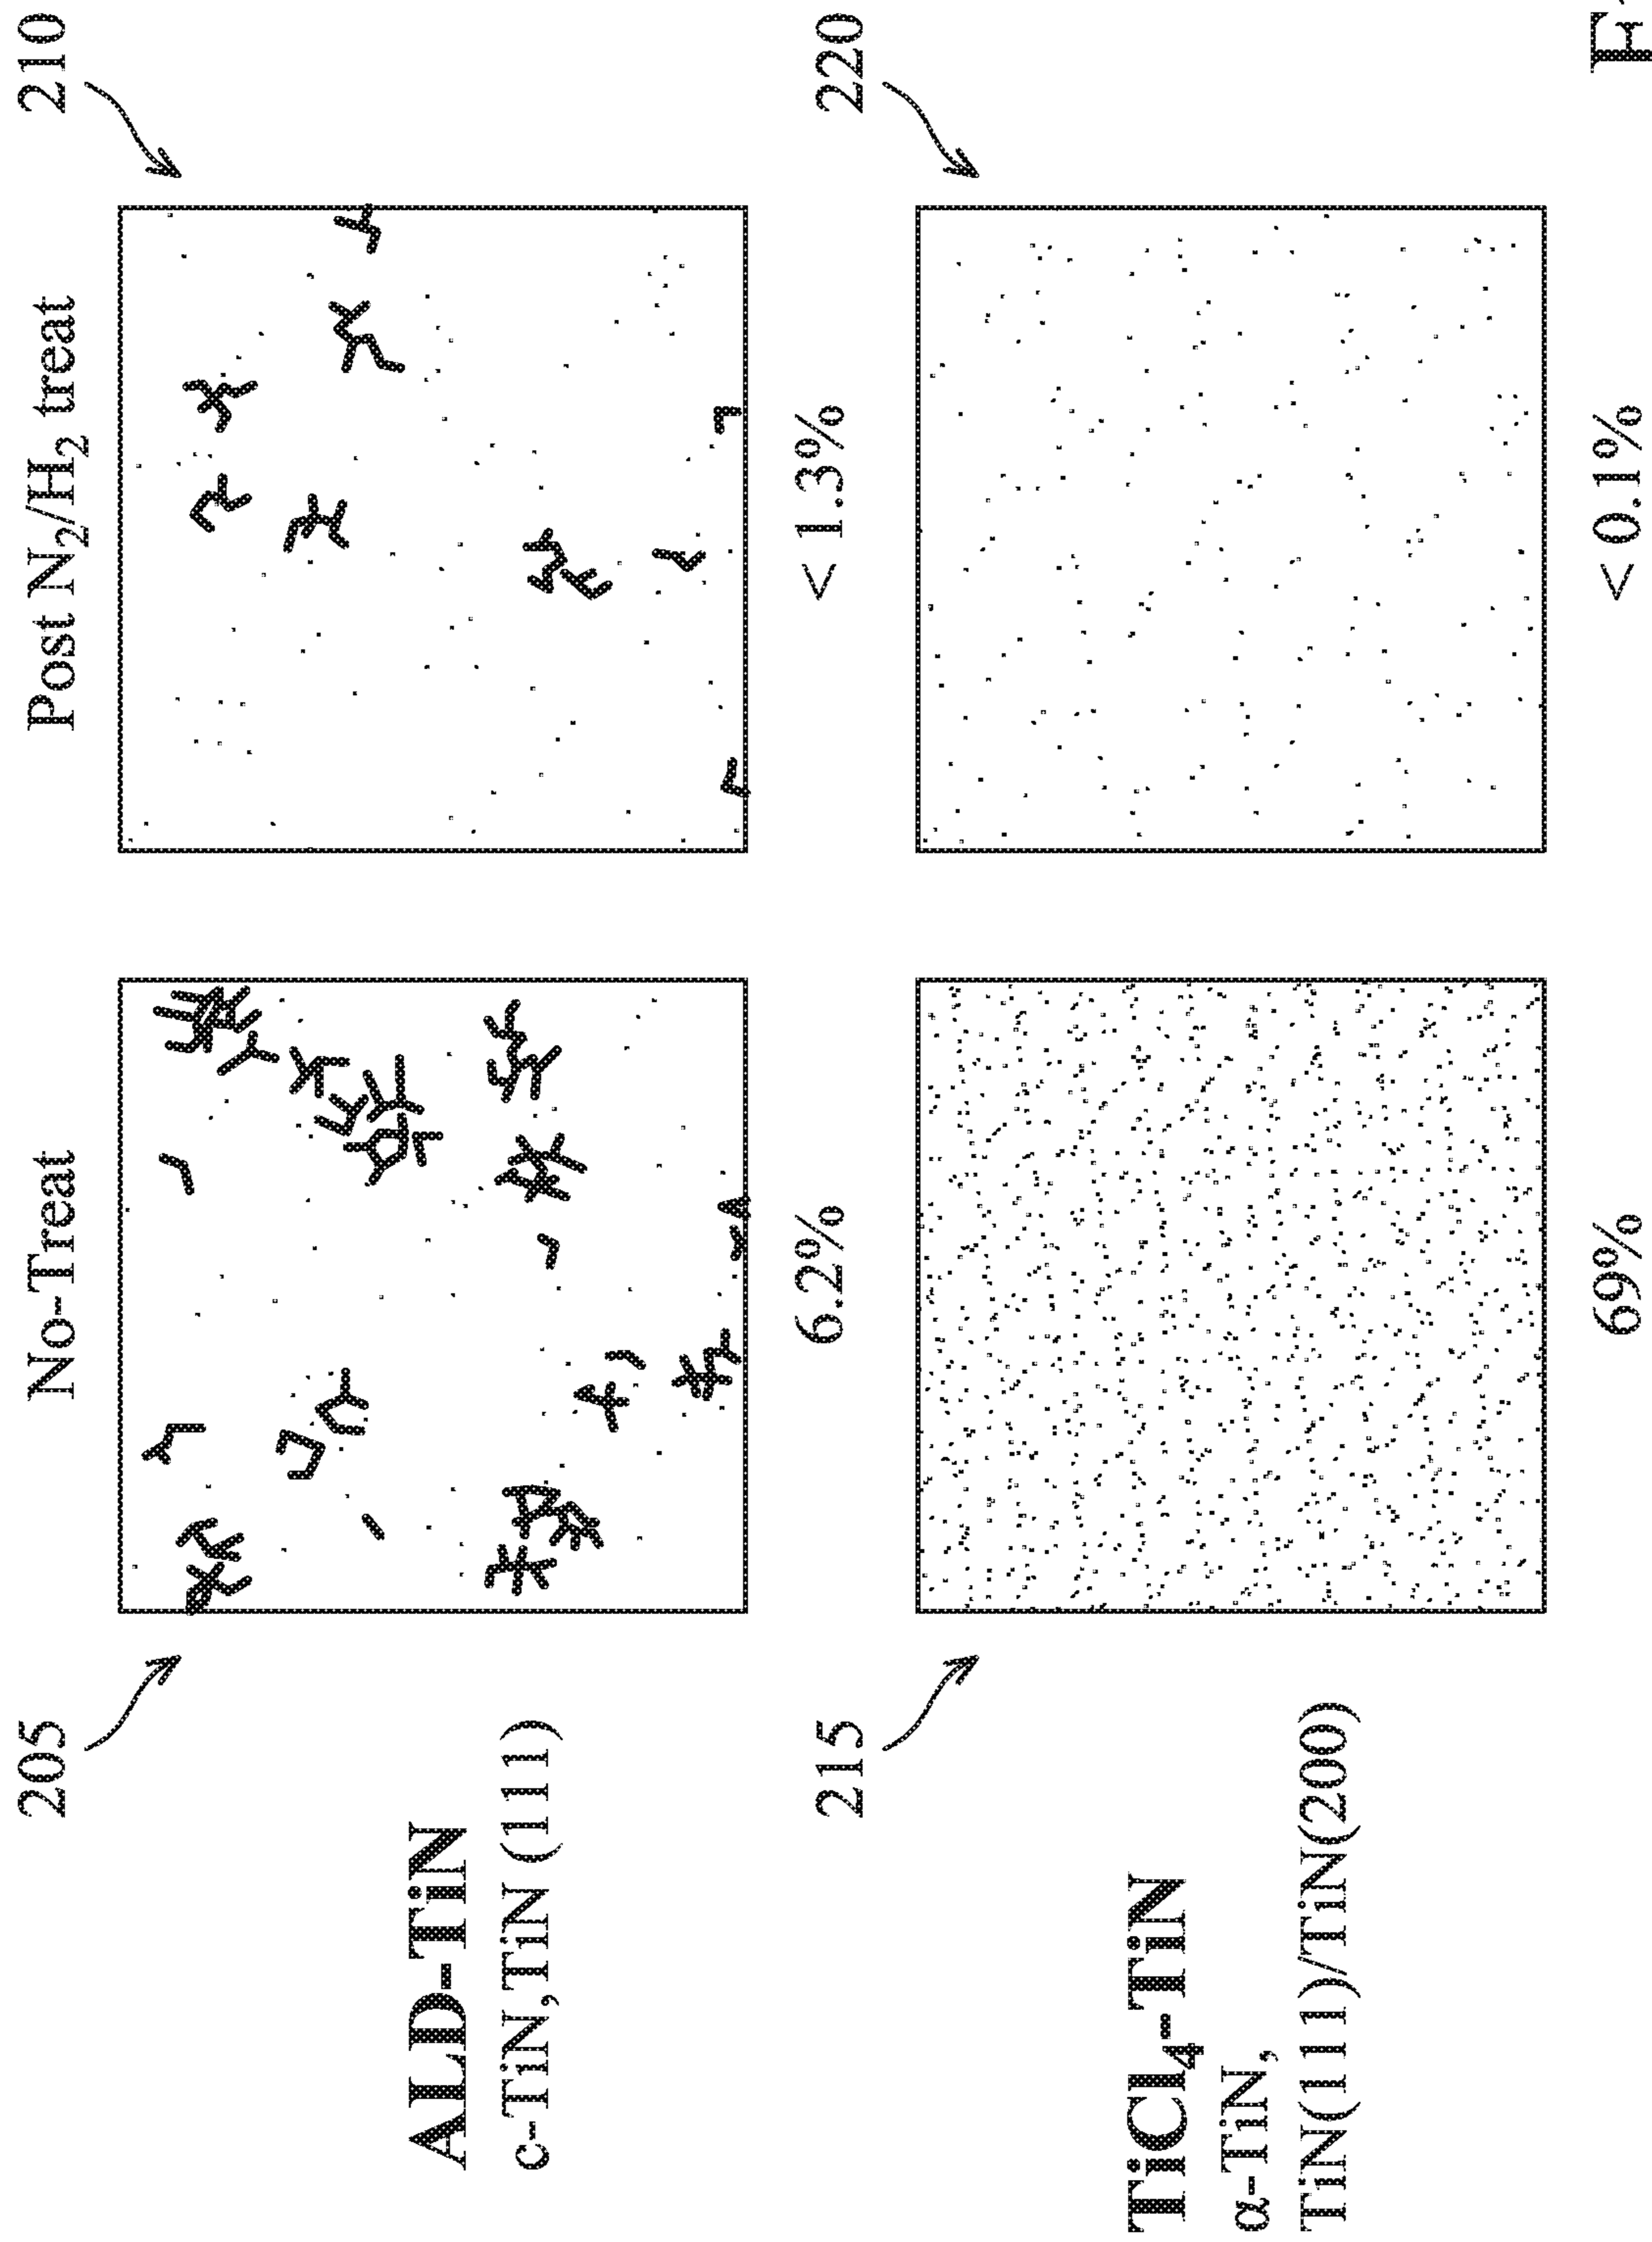 No-Treat
Post N2/H2 treat
205
210
ALD-TiN
c-TiN,TiN (111)
6.2%
< 1.3%
215
220
TiCl4-TiN
α-TiN,
TiN(111)/TiN(200)
69%
< 0.1%